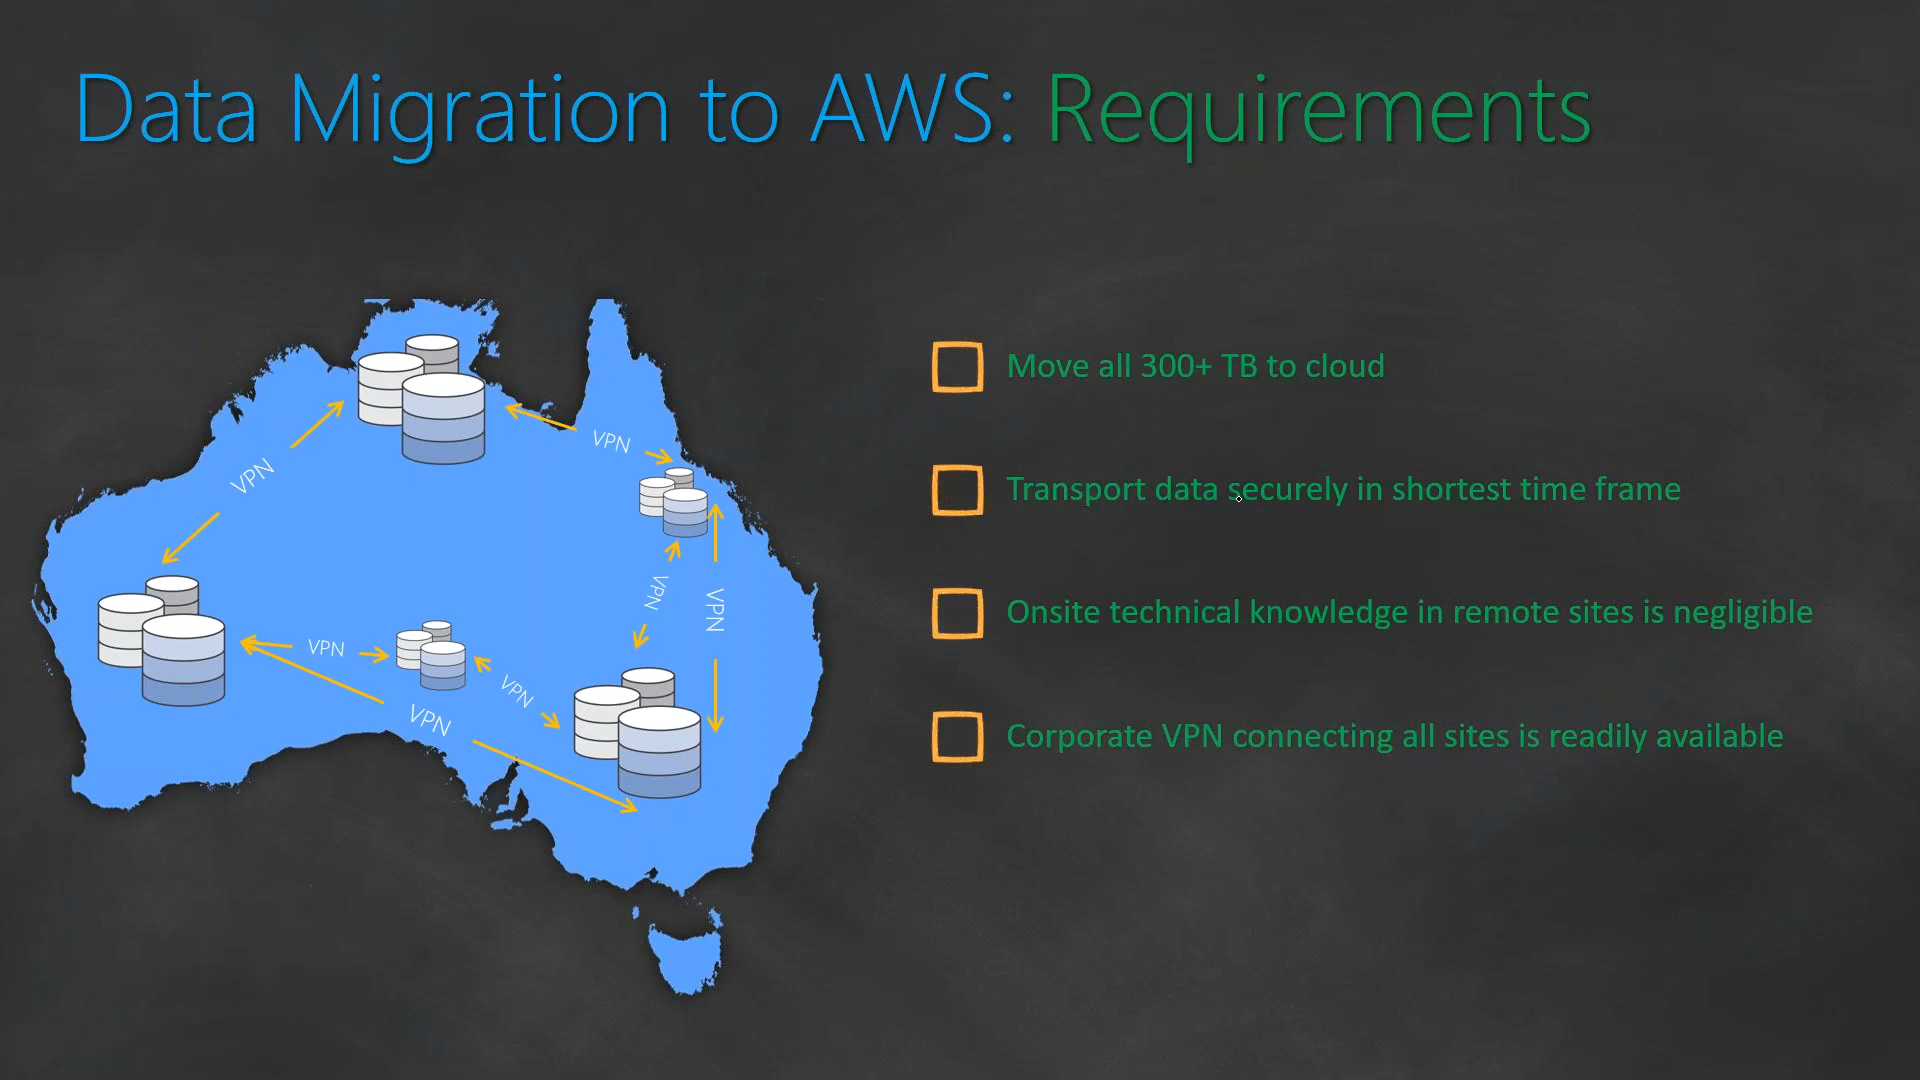 Data Migration to AWS: Requirements
VPN
VPN
VPN
VPN
VPN
VPN
VPN
Move all 300+ TB to cloud
Transport data securely in shortest time frame
Onsite technical knowledge in remote sites is negligible
Corporate VPN connecting all sites is readily available